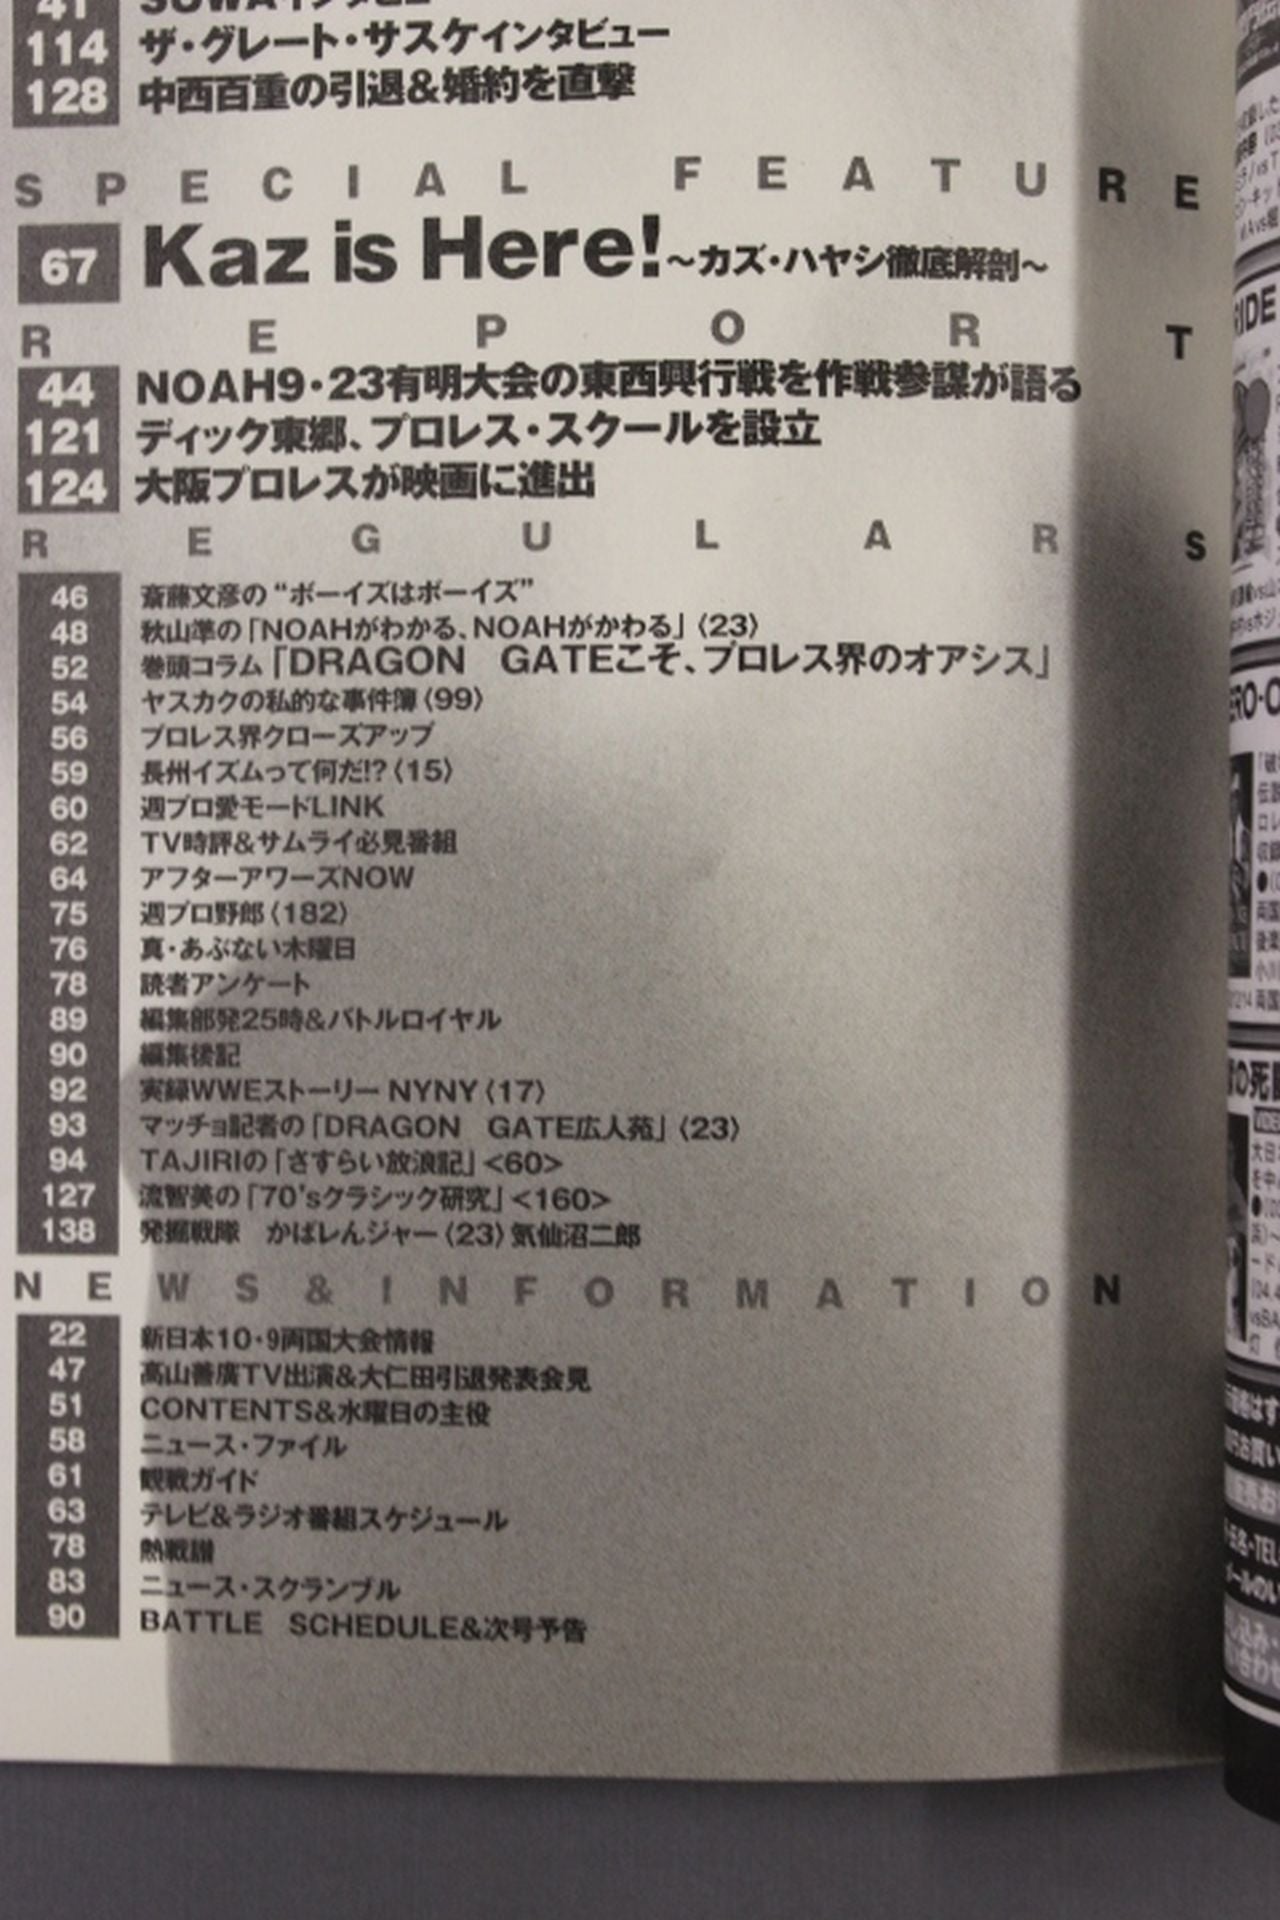 41 SUWAインタビュー
114 ザ・グレート・サスケインタビュー
128 中西百重の引退&婚約を直撃
SPECIAL FEATURE
67 Kaz is Here!～カズ・ハヤシ徹底解剖～
REPORT
44 NOAH9・23有明大会の東西興行戦を作戦参謀が語る
121 ディック東郷、プロレス・スクールを設立
124 大阪プロレスが映画に進出
REGULARS
46 斎藤文彦の“ボーイズはボーイズ”
48 秋山準の「NOAHがわかる、NOAHがかわる」〈23〉
52 巻頭コラム「DRAGON GATEこそ、プロレス界のオアシス」
54 ヤスカクの私的な事件簿〈99〉
56 プロレス界クローズアップ
59 長州イズムって何だ!?〈15〉
60 週プロ愛モードLINK
62 TV時評&サムライ必見番組
64 アフターアワーズNOW
75 週プロ野郎〈182〉
76 真・あぶない木曜日
78 読者アンケート
89 編集部発25時&バトルロイヤル
90 編集後記
92 実録WWEストーリー NYNY〈17〉
93 マッチョ記者の「DRAGON GATE広人苑」〈23〉
94 TAJIRIの「さすらい放浪記」<60>
127 流智美の「70'sクラシック研究」<160>
138 発掘戦隊 かばれんジャー〈23〉気仙沼二郎
NEWS&INFORMATION
22 新日本10・9両国大会情報
47 高山善廣TV出演&大仁田引退発表会見
51 CONTENTS&水曜日の主役
58 ニュース・ファイル
61 観戦ガイド
63 テレビ&ラジオ番組スケジュール
78 熱戦譜
83 ニュース・スクランブル
90 BATTLE SCHEDULE&次号予告